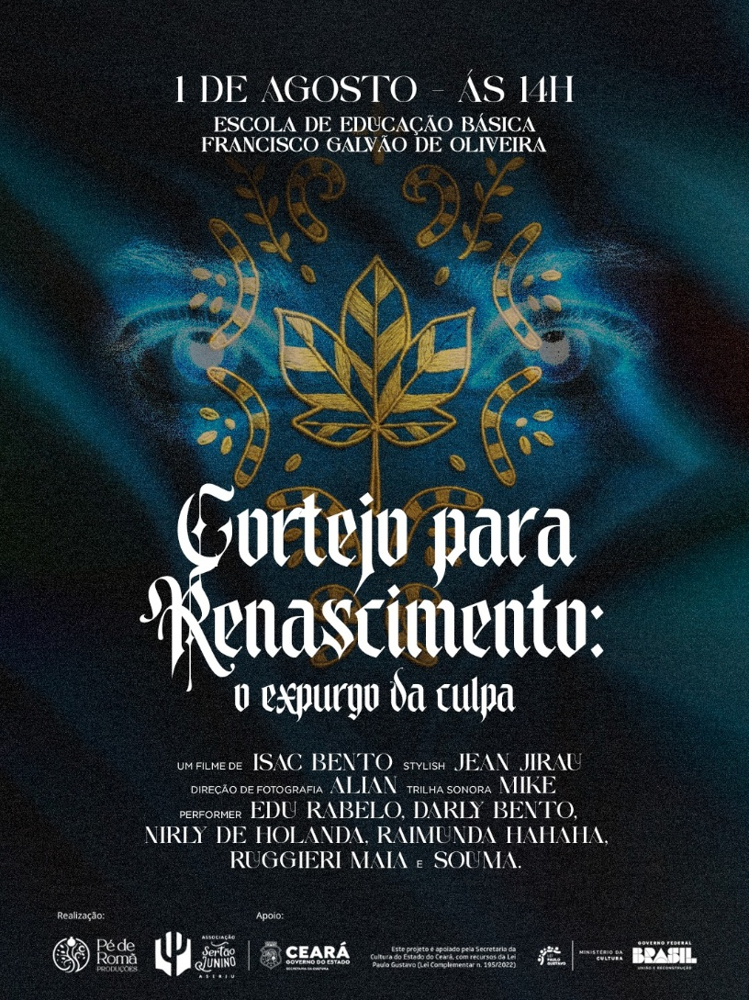 1 DE AGOSTO - ÁS 14H
ESCOLA DE EDUCAÇÃO BÁSICA
FRANCISCO GALVÃO DE OLIVEIRA
Cortejo para
Renascimento:
o expurgo da culpa
UM FILME DE ISAC BENTO STYLISH JEAN JIRAU
DIREÇÃO DE FOTOGRAFIA ALIAN TRILHA SONORA MIKE
PERFORMER EDU RABELO, DARLY BENTO,
NIRLY DE HOLANDA, RAIMUNDA HAHAHA,
RUGGIERI MAIA E SOUMA.
Realização:
Apoio:
Pé de
Romã
PRODUÇÕES
ASSOCIAÇÃO
SERTÃO
JUNINO
ASERJU
CEARÁ
GOVERNO DO ESTADO
SECRETARIA DA CULTURA
Este projeto é apoiado pela Secretaria da
Cultura do Estado do Ceará, com recursos da Lei
Paulo Gustavo (Lei Complementar n. 195/2022)
LEI
PAULO
GUSTAVO
MINISTÉRIO DA
CULTURA
GOVERNO FEDERAL
BRASIL
UNIÃO E RECONSTRUÇÃO